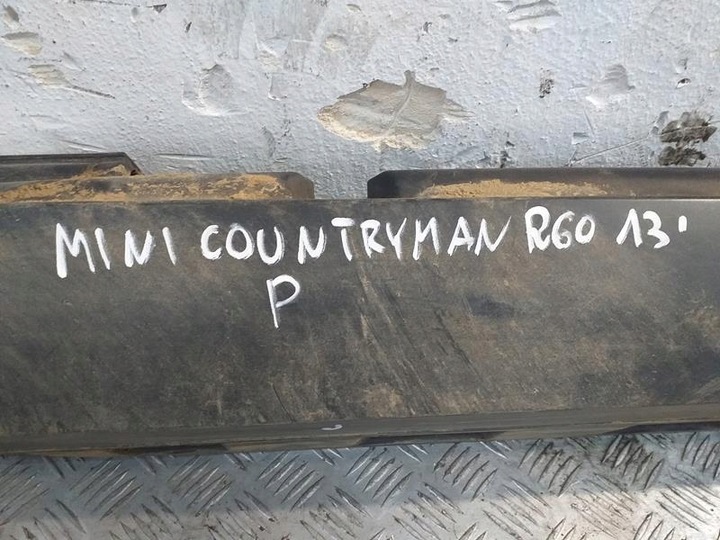 MINI COUNTRYMAN R60 13'
P